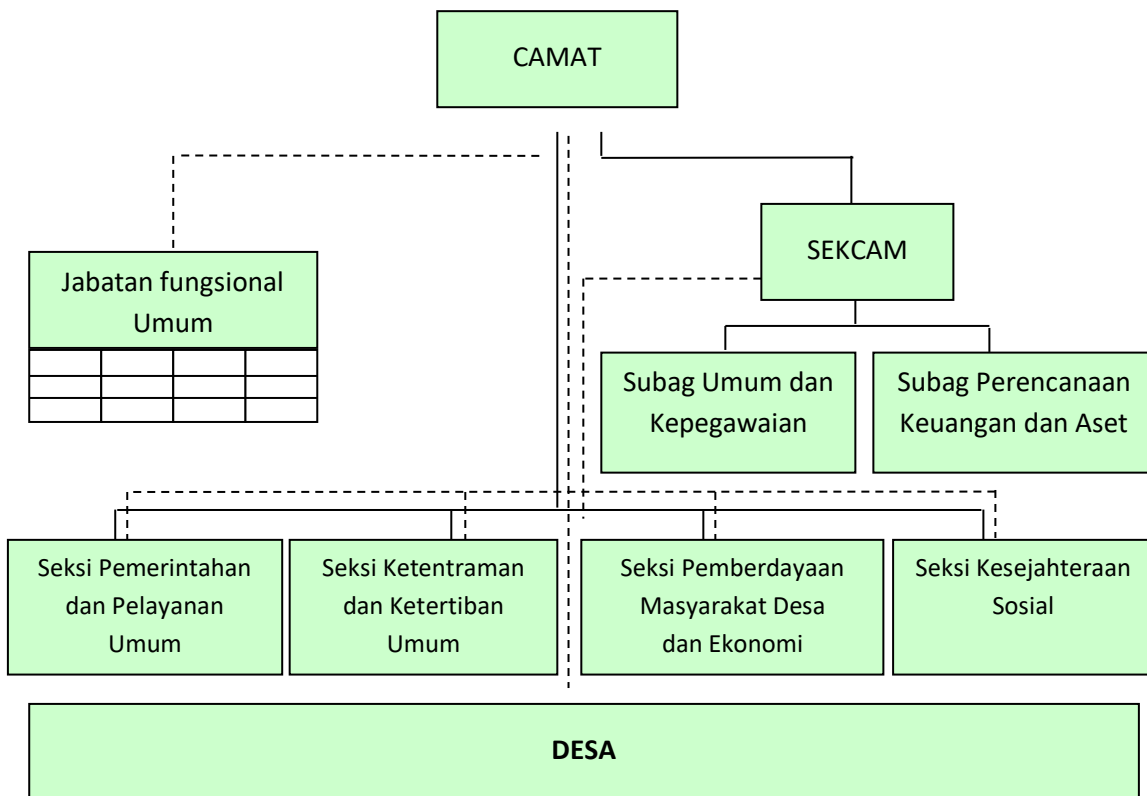 CAMAT
SEKCAM
Jabatan fungsional
Umum
Subag Umum dan
Kepegawaian
Subag Perencanaan
Keuangan dan Aset
Seksi Pemerintahan
dan Pelayanan
Umum
Seksi Ketentraman
dan Ketertiban
Umum
Seksi Pemberdayaan
Masyarakat Desa
dan Ekonomi
Seksi Kesejahteraan
Sosial
DESA